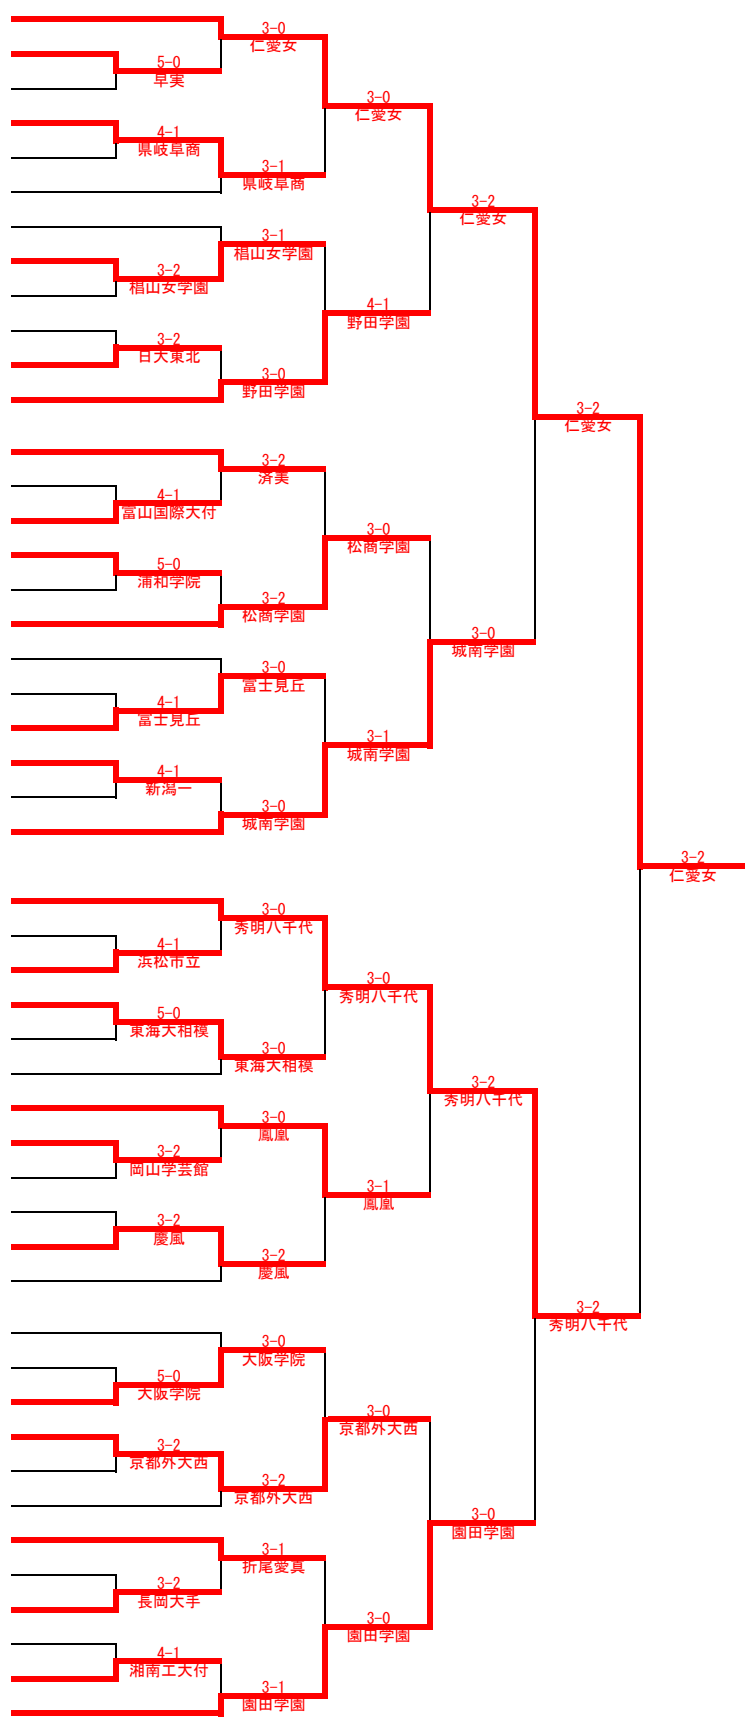 3-0
仁愛女
5-0
早実
3-0
仁愛女
4-1
県岐阜商
3-1
県岐阜商
3-2
仁愛女
3-1
椙山女学園
3-2
椙山女学園
4-1
野田学園
3-2
日大東北
3-0
野田学園
3-2
仁愛女
3-2
済美
4-1
富山国際大付
3-0
松商学園
5-0
浦和学院
3-2
松商学園
3-0
城南学園
3-0
富士見丘
4-1
富士見丘
3-1
城南学園
4-1
新潟一
3-0
城南学園
3-2
仁愛女
3-0
秀明八千代
4-1
浜松市立
3-0
秀明八千代
5-0
東海大相模
3-0
東海大相模
3-2
秀明八千代
3-0
鳳凰
3-2
岡山学芸館
3-1
鳳凰
3-2
慶風
3-2
慶風
3-2
秀明八千代
3-0
大阪学院
5-0
大阪学院
3-0
京都外大西
3-2
京都外大西
3-2
京都外大西
3-0
園田学園
3-1
折尾愛真
3-2
長岡大手
3-0
園田学園
4-1
湘南工大付
3-1
園田学園